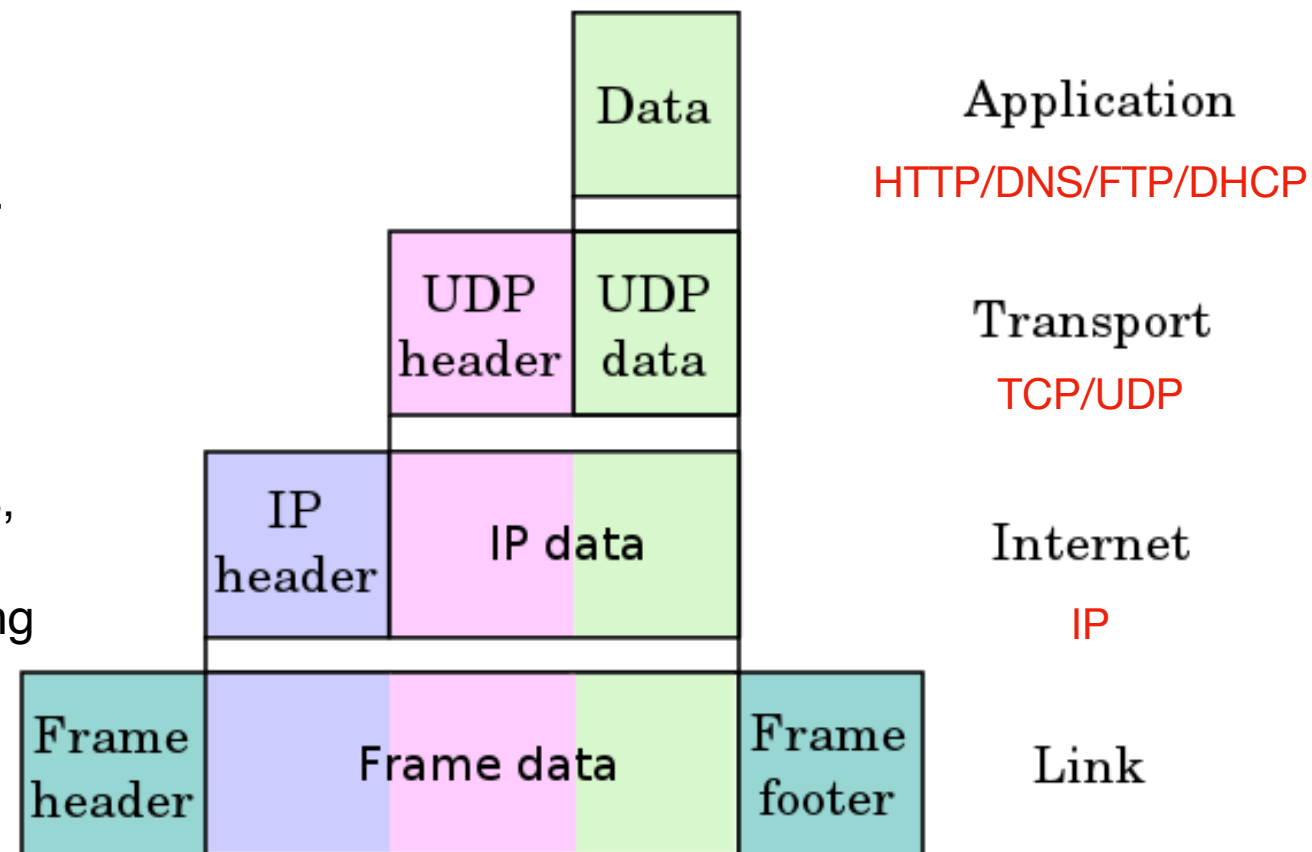 Data
Application
HTTP/DNS/FTP/DHCP
UDP
header
UDP
data
Transport
TCP/UDP
IP
header
IP data
Internet
IP
Frame
header
Frame data
Frame
footer
Link